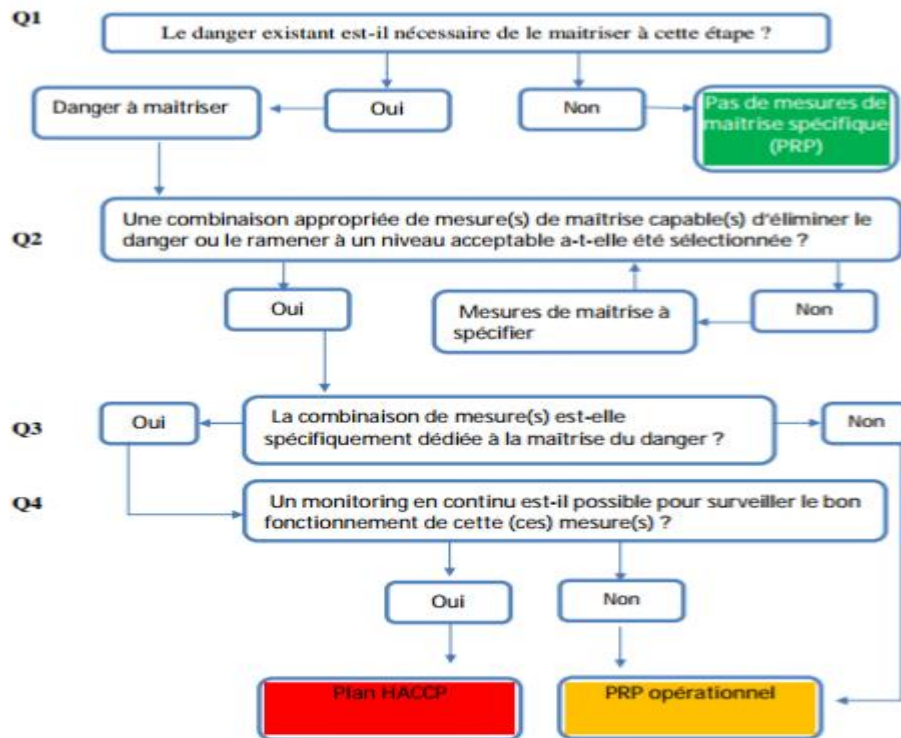 Q1
Le danger existant est-il nécessaire de le maitriser à cette étape ?
Danger à maitriser
Oui
Non
Pas de mesures de
maîtrise spécifique
(PRP)
Q2
Une combinaison appropriée de mesure(s) de maîtrise capable(s) d'éliminer le
danger ou le ramener à un niveau acceptable a-t-elle été sélectionnée ?
Oui
Mesures de maitrise à
spécifier
Non
Q3
Oui
La combinaison de mesure(s) est-elle
spécifiquement dédiée à la maîtrise du danger ?
Non
Q4
Un monitoring en continu est-il possible pour surveiller le bon
fonctionnement de cette (ces) mesure(s) ?
Oui
Non
Plan HACCP
PRP opérationnel